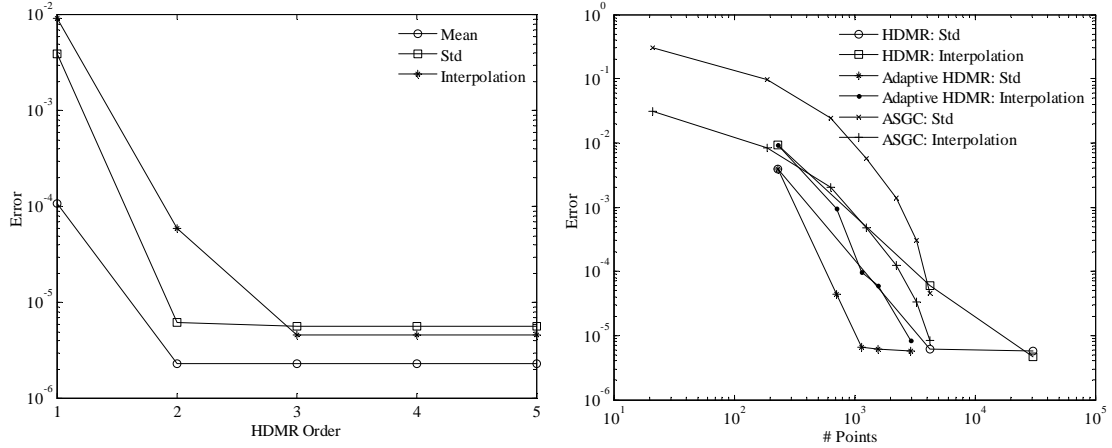 10^-2
10^-3
10^-4
10^-5
10^-6
Error
1
2
3
4
5
HDMR Order
Mean
Std
Interpolation
10^0
10^-1
10^-2
10^-3
10^-4
10^-5
10^-6
Error
10^1
10^2
10^3
10^4
10^5
# Points
HDMR: Std
HDMR: Interpolation
Adaptive HDMR: Std
Adaptive HDMR: Interpolation
ASGC: Std
ASGC: Interpolation